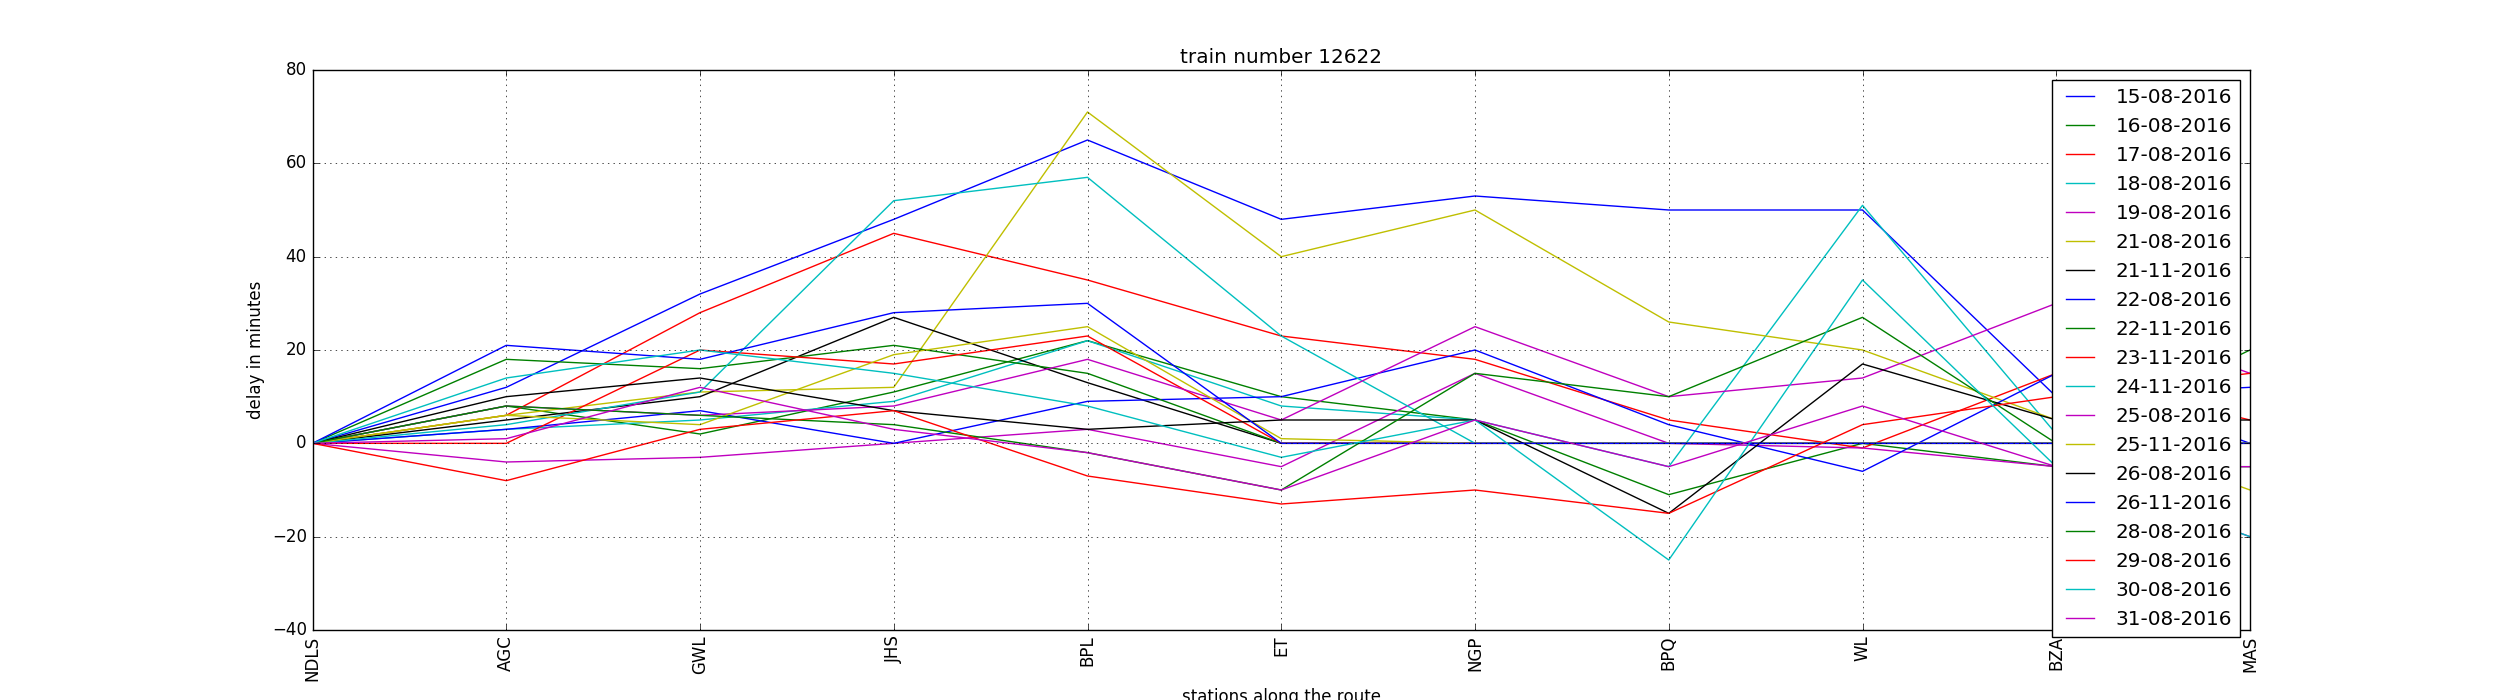 train number 12622
80
60
40
20
0
−20
−40
delay in minutes
NDLS
AGC
GWL
JHS
BPL
ET
NGP
BPQ
WL
BZA
MAS
stations along the route
15-08-2016
16-08-2016
17-08-2016
18-08-2016
19-08-2016
21-08-2016
21-11-2016
22-08-2016
22-11-2016
23-11-2016
24-11-2016
25-08-2016
25-11-2016
26-08-2016
26-11-2016
28-08-2016
29-08-2016
30-08-2016
31-08-2016